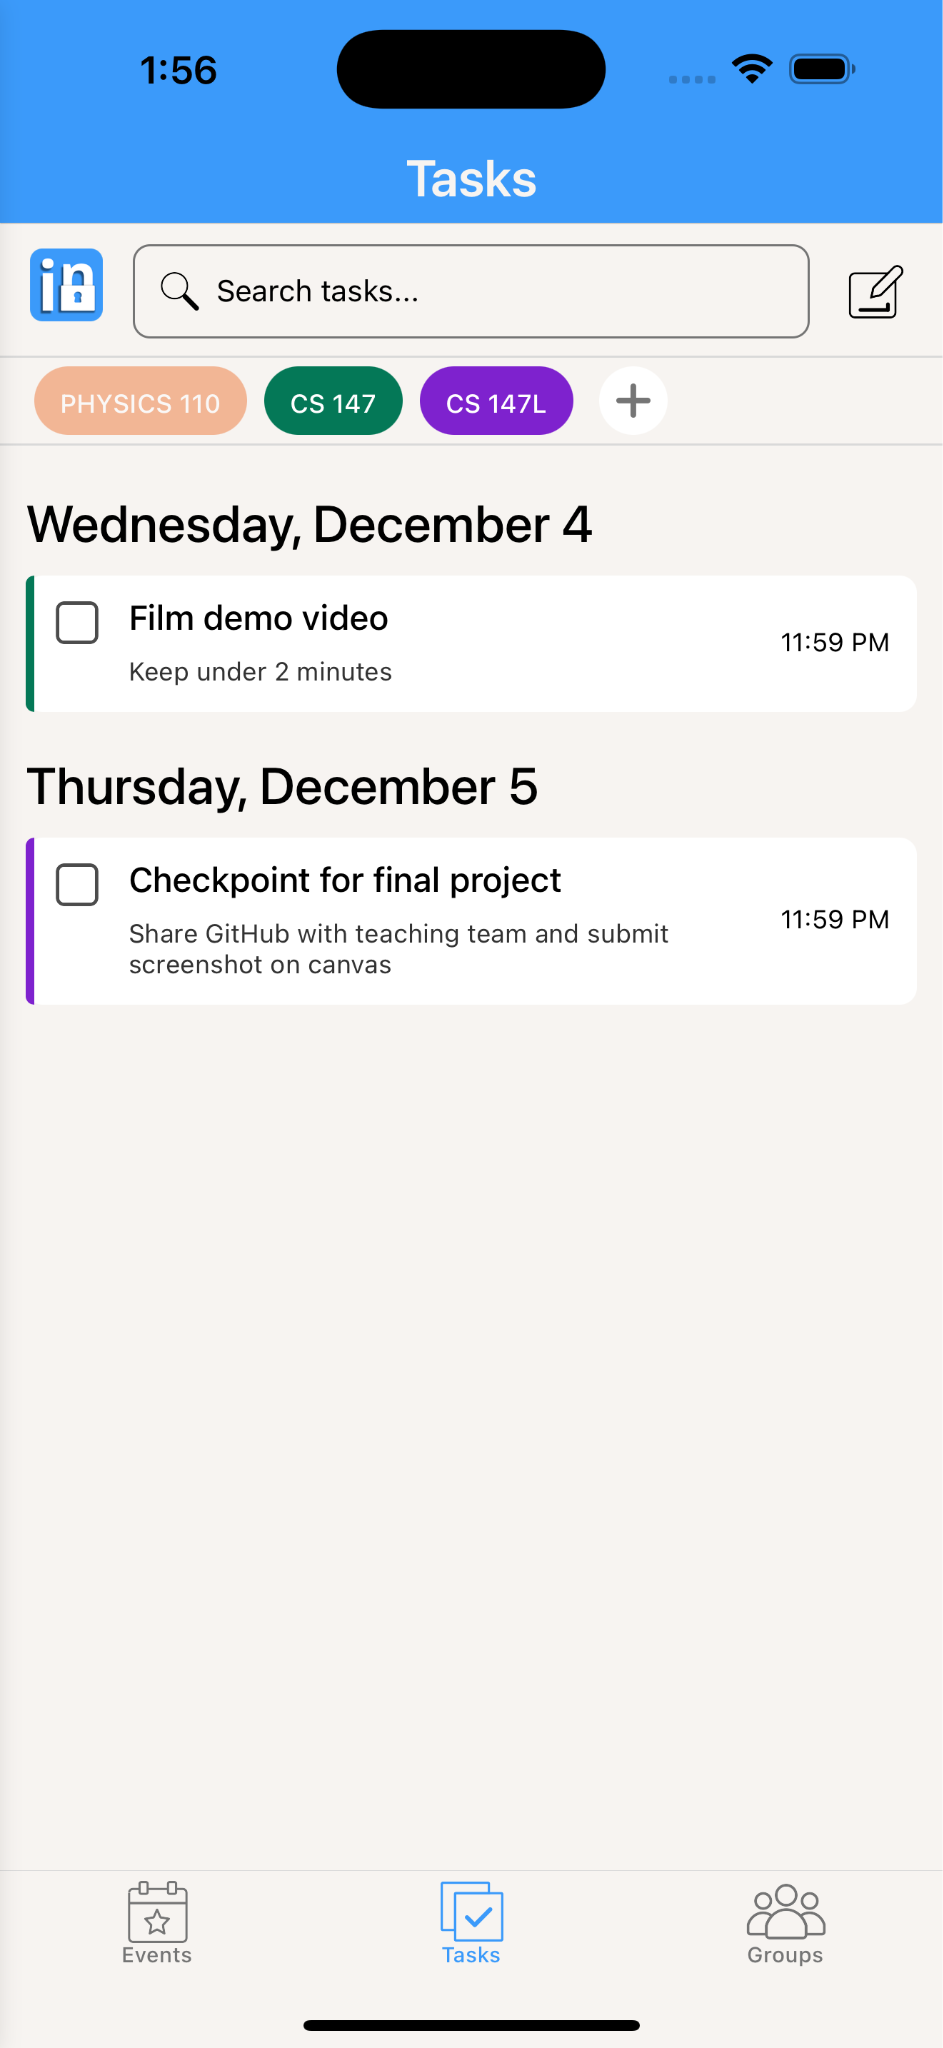 1:56
Tasks
in
Search tasks...
PHYSICS 110
CS 147
CS 147L
Wednesday, December 4
Film demo video
Keep under 2 minutes
11:59 PM
Thursday, December 5
Checkpoint for final project
Share GitHub with teaching team and submit
screenshot on canvas
11:59 PM
Events
Tasks
Groups